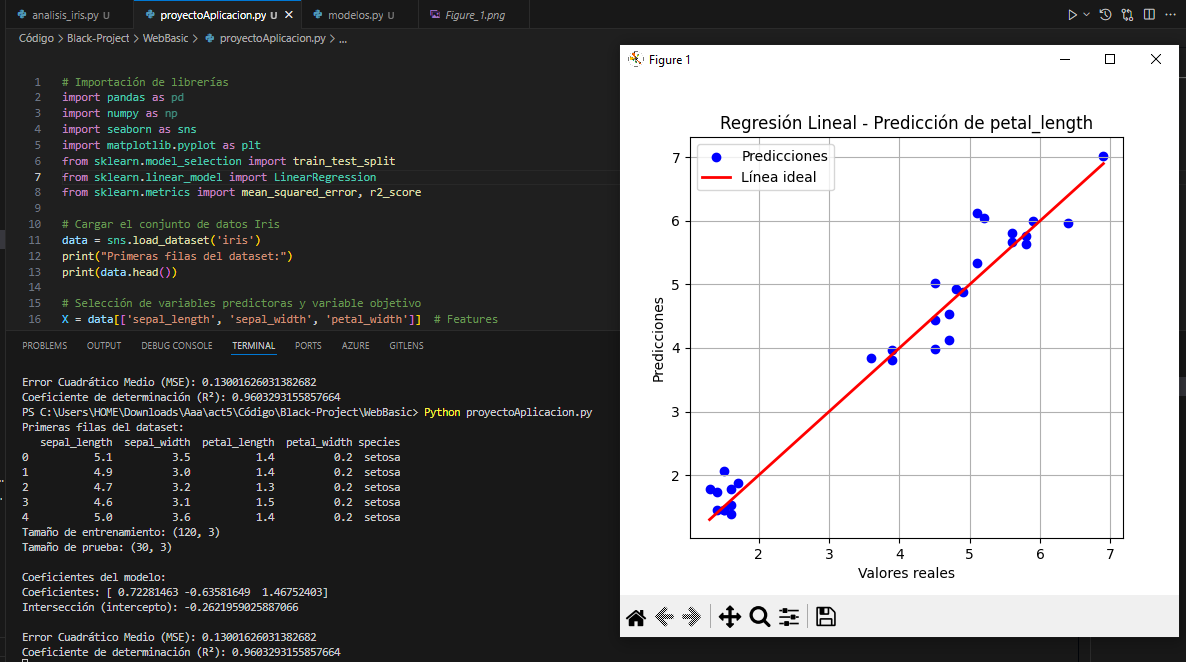 analisis_iris.py U
proyectoAplicacion.py U
modelos.py U
Figure_1.png
Código > Black-Project > WebBasic > proyectoAplicacion.py > ...
1 # Importación de librerías
2 import pandas as pd
3 import numpy as np
4 import seaborn as sns
5 import matplotlib.pyplot as plt
6 from sklearn.model_selection import train_test_split
7 from sklearn.linear_model import LinearRegression
8 from sklearn.metrics import mean_squared_error, r2_score
9
10 # Cargar el conjunto de datos Iris
11 data = sns.load_dataset('iris')
12 print("Primeras filas del dataset:")
13 print(data.head())
14
15 # Selección de variables predictoras y variable objetivo
16 X = data[['sepal_length', 'sepal_width', 'petal_width']] # Features
PROBLEMS OUTPUT DEBUG CONSOLE TERMINAL PORTS AZURE GITLENS
Error Cuadrático Medio (MSE): 0.13001626031382682
Coeficiente de determinación (R²): 0.9603293155857664
PS C:\Users\HOME\Downloads\Aaa\act5\Código\Black-Project\WebBasic> Python proyectoAplicacion.py
Primeras filas del dataset:
sepal_length sepal_width petal_length petal_width species
0 5.1 3.5 1.4 0.2 setosa
1 4.9 3.0 1.4 0.2 setosa
2 4.7 3.2 1.3 0.2 setosa
3 4.6 3.1 1.5 0.2 setosa
4 5.0 3.6 1.4 0.2 setosa
Tamaño de entrenamiento: (120, 3)
Tamaño de prueba: (30, 3)
Coeficientes del modelo:
Coeficientes: [ 0.72281463 -0.63581649 1.46752403]
Intersección (intercepto): -0.2621959025887066
Error Cuadrático Medio (MSE): 0.13001626031382682
Coeficiente de determinación (R²): 0.9603293155857664
Figure 1
Regresión Lineal - Predicción de petal_length
Predicciones
Línea ideal
7
6
5
4
3
2
Predicciones
2 3 4 5 6 7
Valores reales